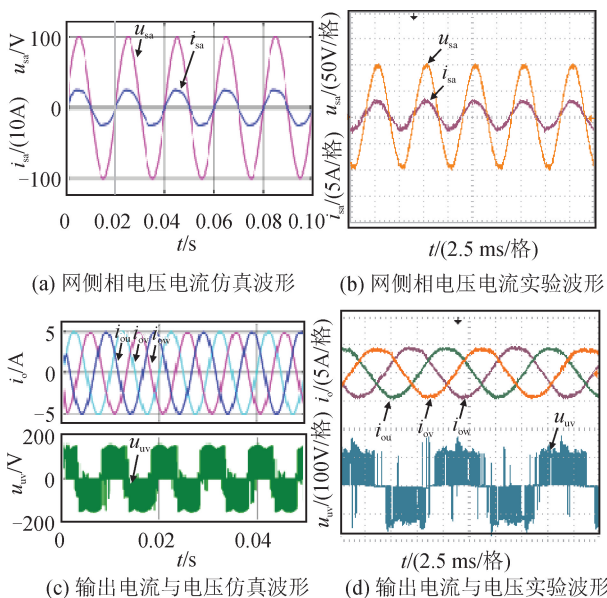 u_sa/V
i_sa/(10A)
100
0
−100
u_sa
i_sa
0 0.02 0.04 0.06 0.08 0.10
t/s
(a) 网侧相电压电流仿真波形
u_sa/(50V/格)
i_sa/(5A/格)
u_sa
i_sa
t/(2.5 ms/格)
(b) 网侧相电压电流实验波形
i_o/A
5
0
−5
i_ou i_ov i_ow
u_uv/V
200
0
−200
u_uv
0 0.02 0.04
t/s
(c) 输出电流与电压仿真波形
i_o/(5A/格)
u_uv/(100V/格)
i_ou i_ov i_ow
u_uv
t/(2.5 ms/格)
(d) 输出电流与电压实验波形